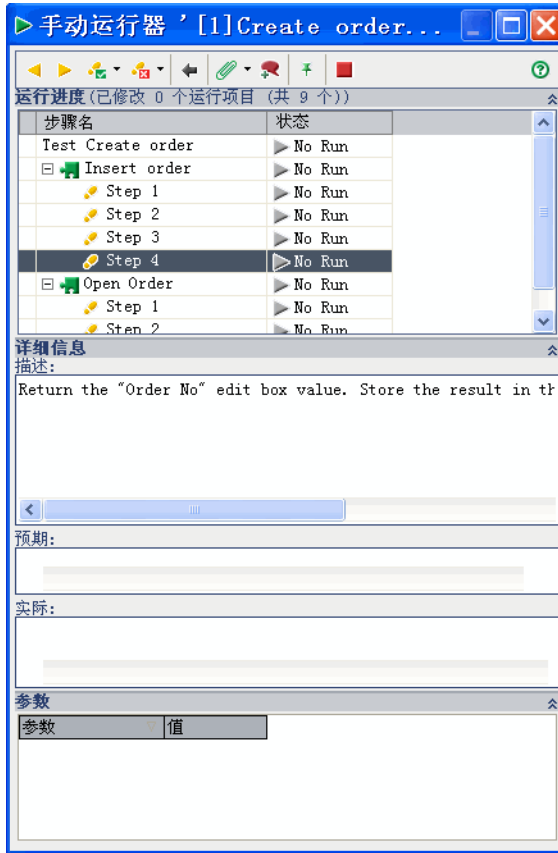 手动运行器 '[1]Create order...
运行进度(已修改 0 个运行项目 (共 9 个))
步骤名 状态
Test Create order No Run
Insert order No Run
Step 1 No Run
Step 2 No Run
Step 3 No Run
Step 4 No Run
Open Order No Run
Step 1 No Run
Step 2 No Run
详细信息
描述:
Return the "Order No" edit box value. Store the result in th
预期:
实际:
参数
参数 值